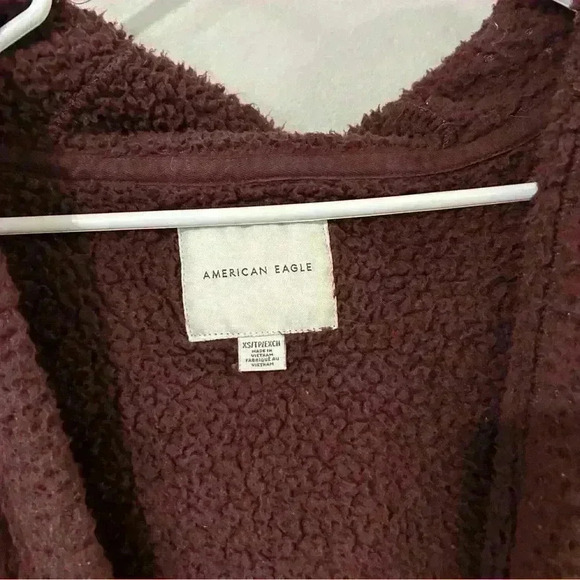 AMERICAN EAGLE
XS/TP/EXCH
MADE IN
VIETNAM
FABRIQUÉ AU
VIETNAM